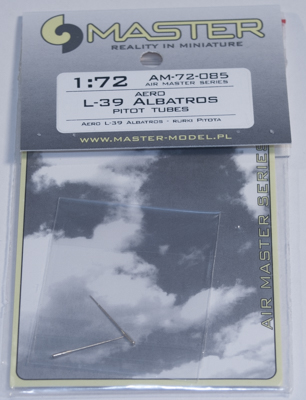 MASTER
REALITY IN MINIATURE
1:72
AM-72-085
AIR MASTER SERIES
AERO
L-39 ALBATROS
PITOT TUBES
AERO L-39 ALBATROS - RURKI PITOTA
WWW.MASTER-MODEL.PL
AIR MASTER SERIES